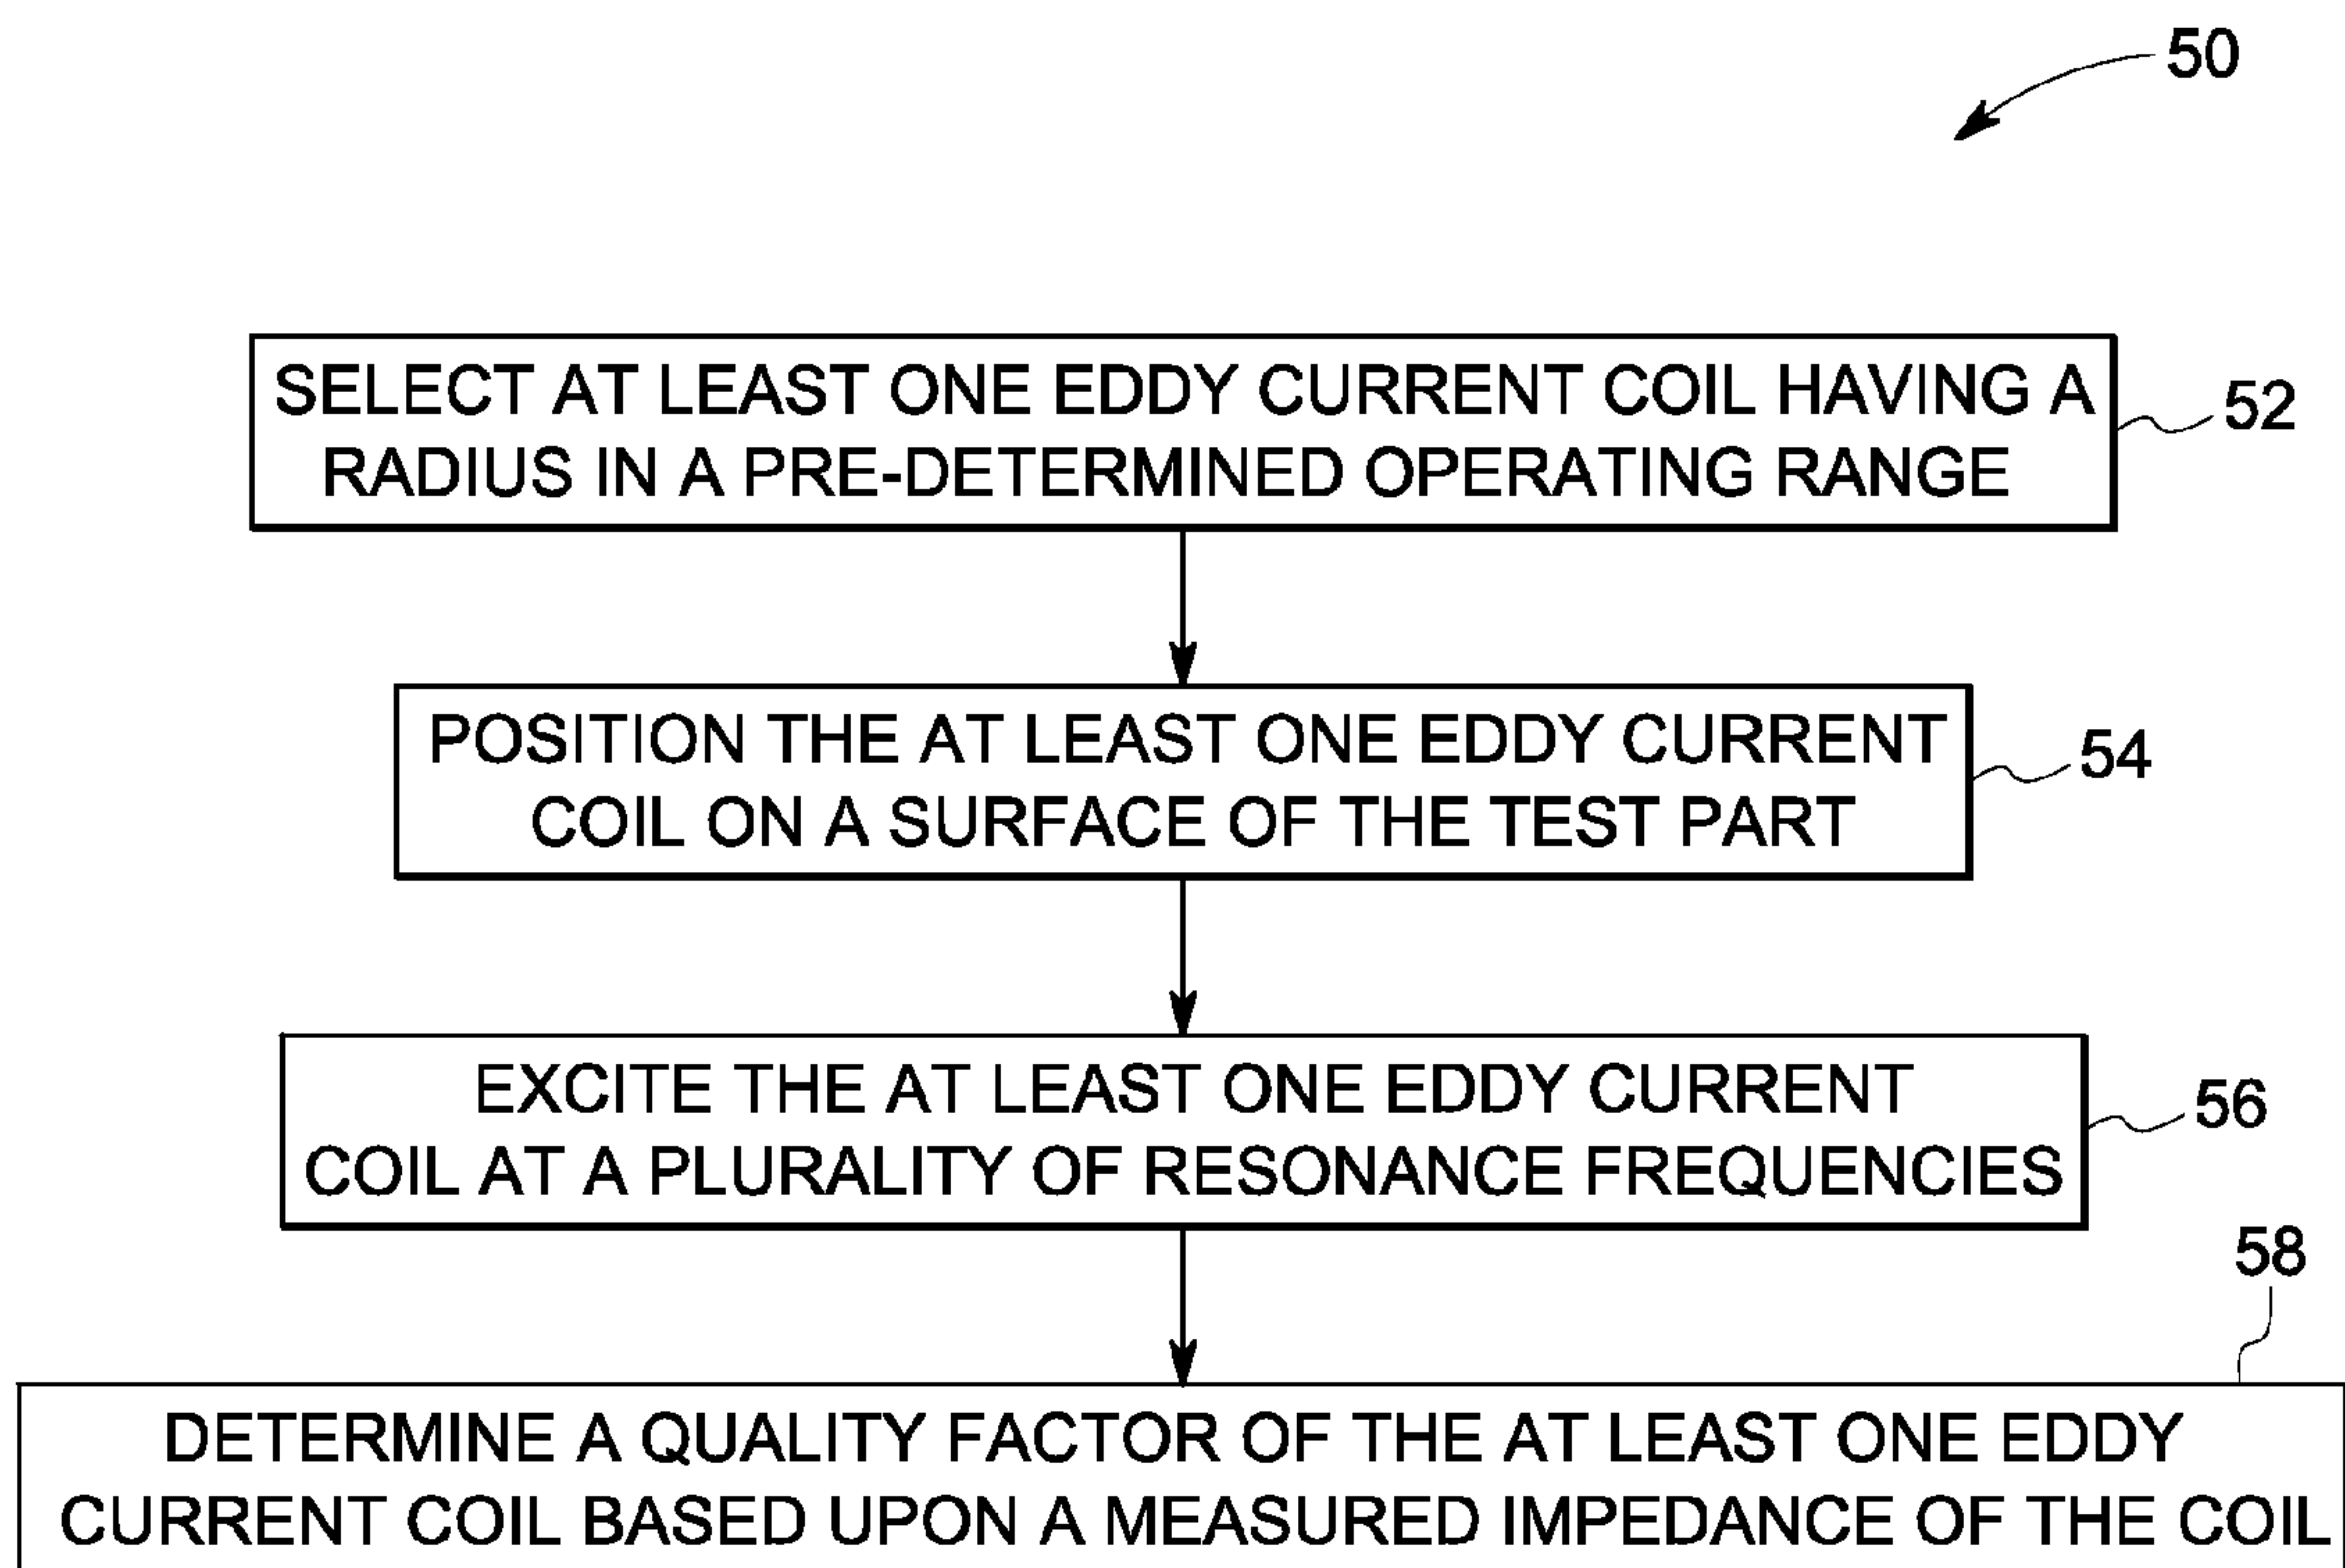 50
SELECT AT LEAST ONE EDDY CURRENT COIL HAVING A
RADIUS IN A PRE-DETERMINED OPERATING RANGE
52
POSITION THE AT LEAST ONE EDDY CURRENT
COIL ON A SURFACE OF THE TEST PART
54
EXCITE THE AT LEAST ONE EDDY CURRENT
COIL AT A PLURALITY OF RESONANCE FREQUENCIES
56
58
DETERMINE A QUALITY FACTOR OF THE AT LEAST ONE EDDY
CURRENT COIL BASED UPON A MEASURED IMPEDANCE OF THE COIL